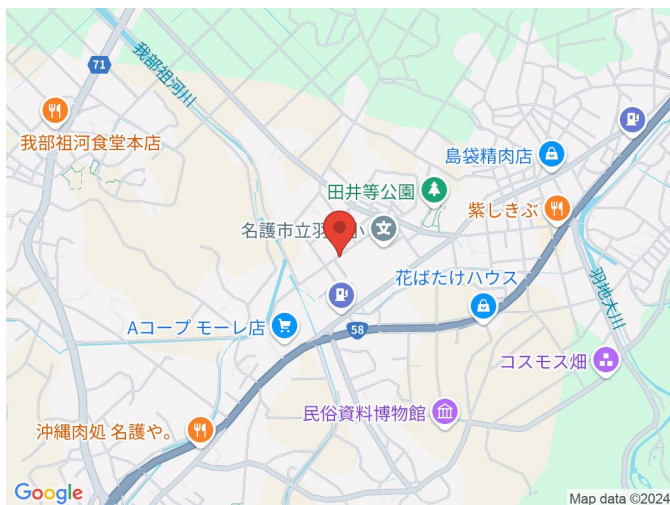 71
我部祖河川
我部祖河食堂本店
島袋精肉店
田井等公園
紫しきぶ
名護市立羽
小
花ばたけハウス
羽地大川
Aコープ モーレ店
58
コスモス畑
民俗資料博物館
沖縄肉処 名護や。
Google
Map data ©2024